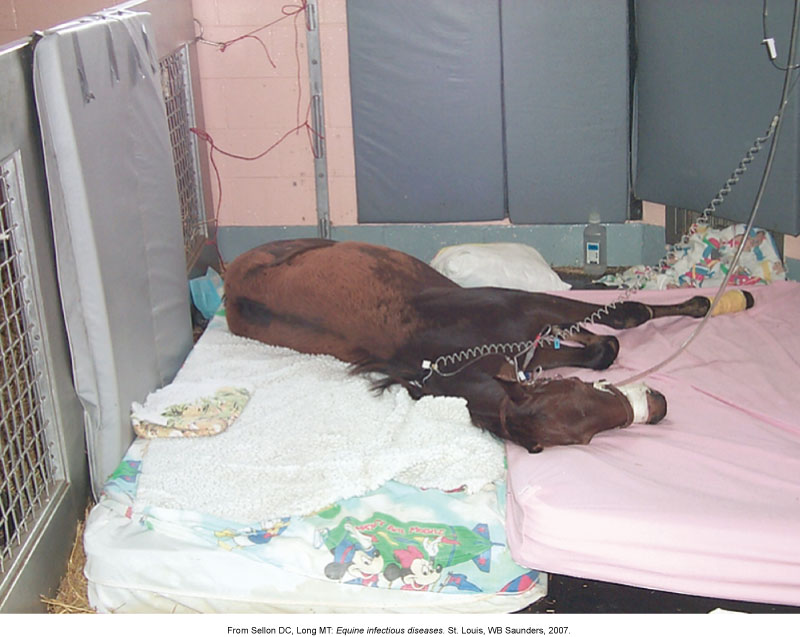 From Sellon DC, Long MT: Equine infectious diseases. St. Louis, WB Saunders, 2007.